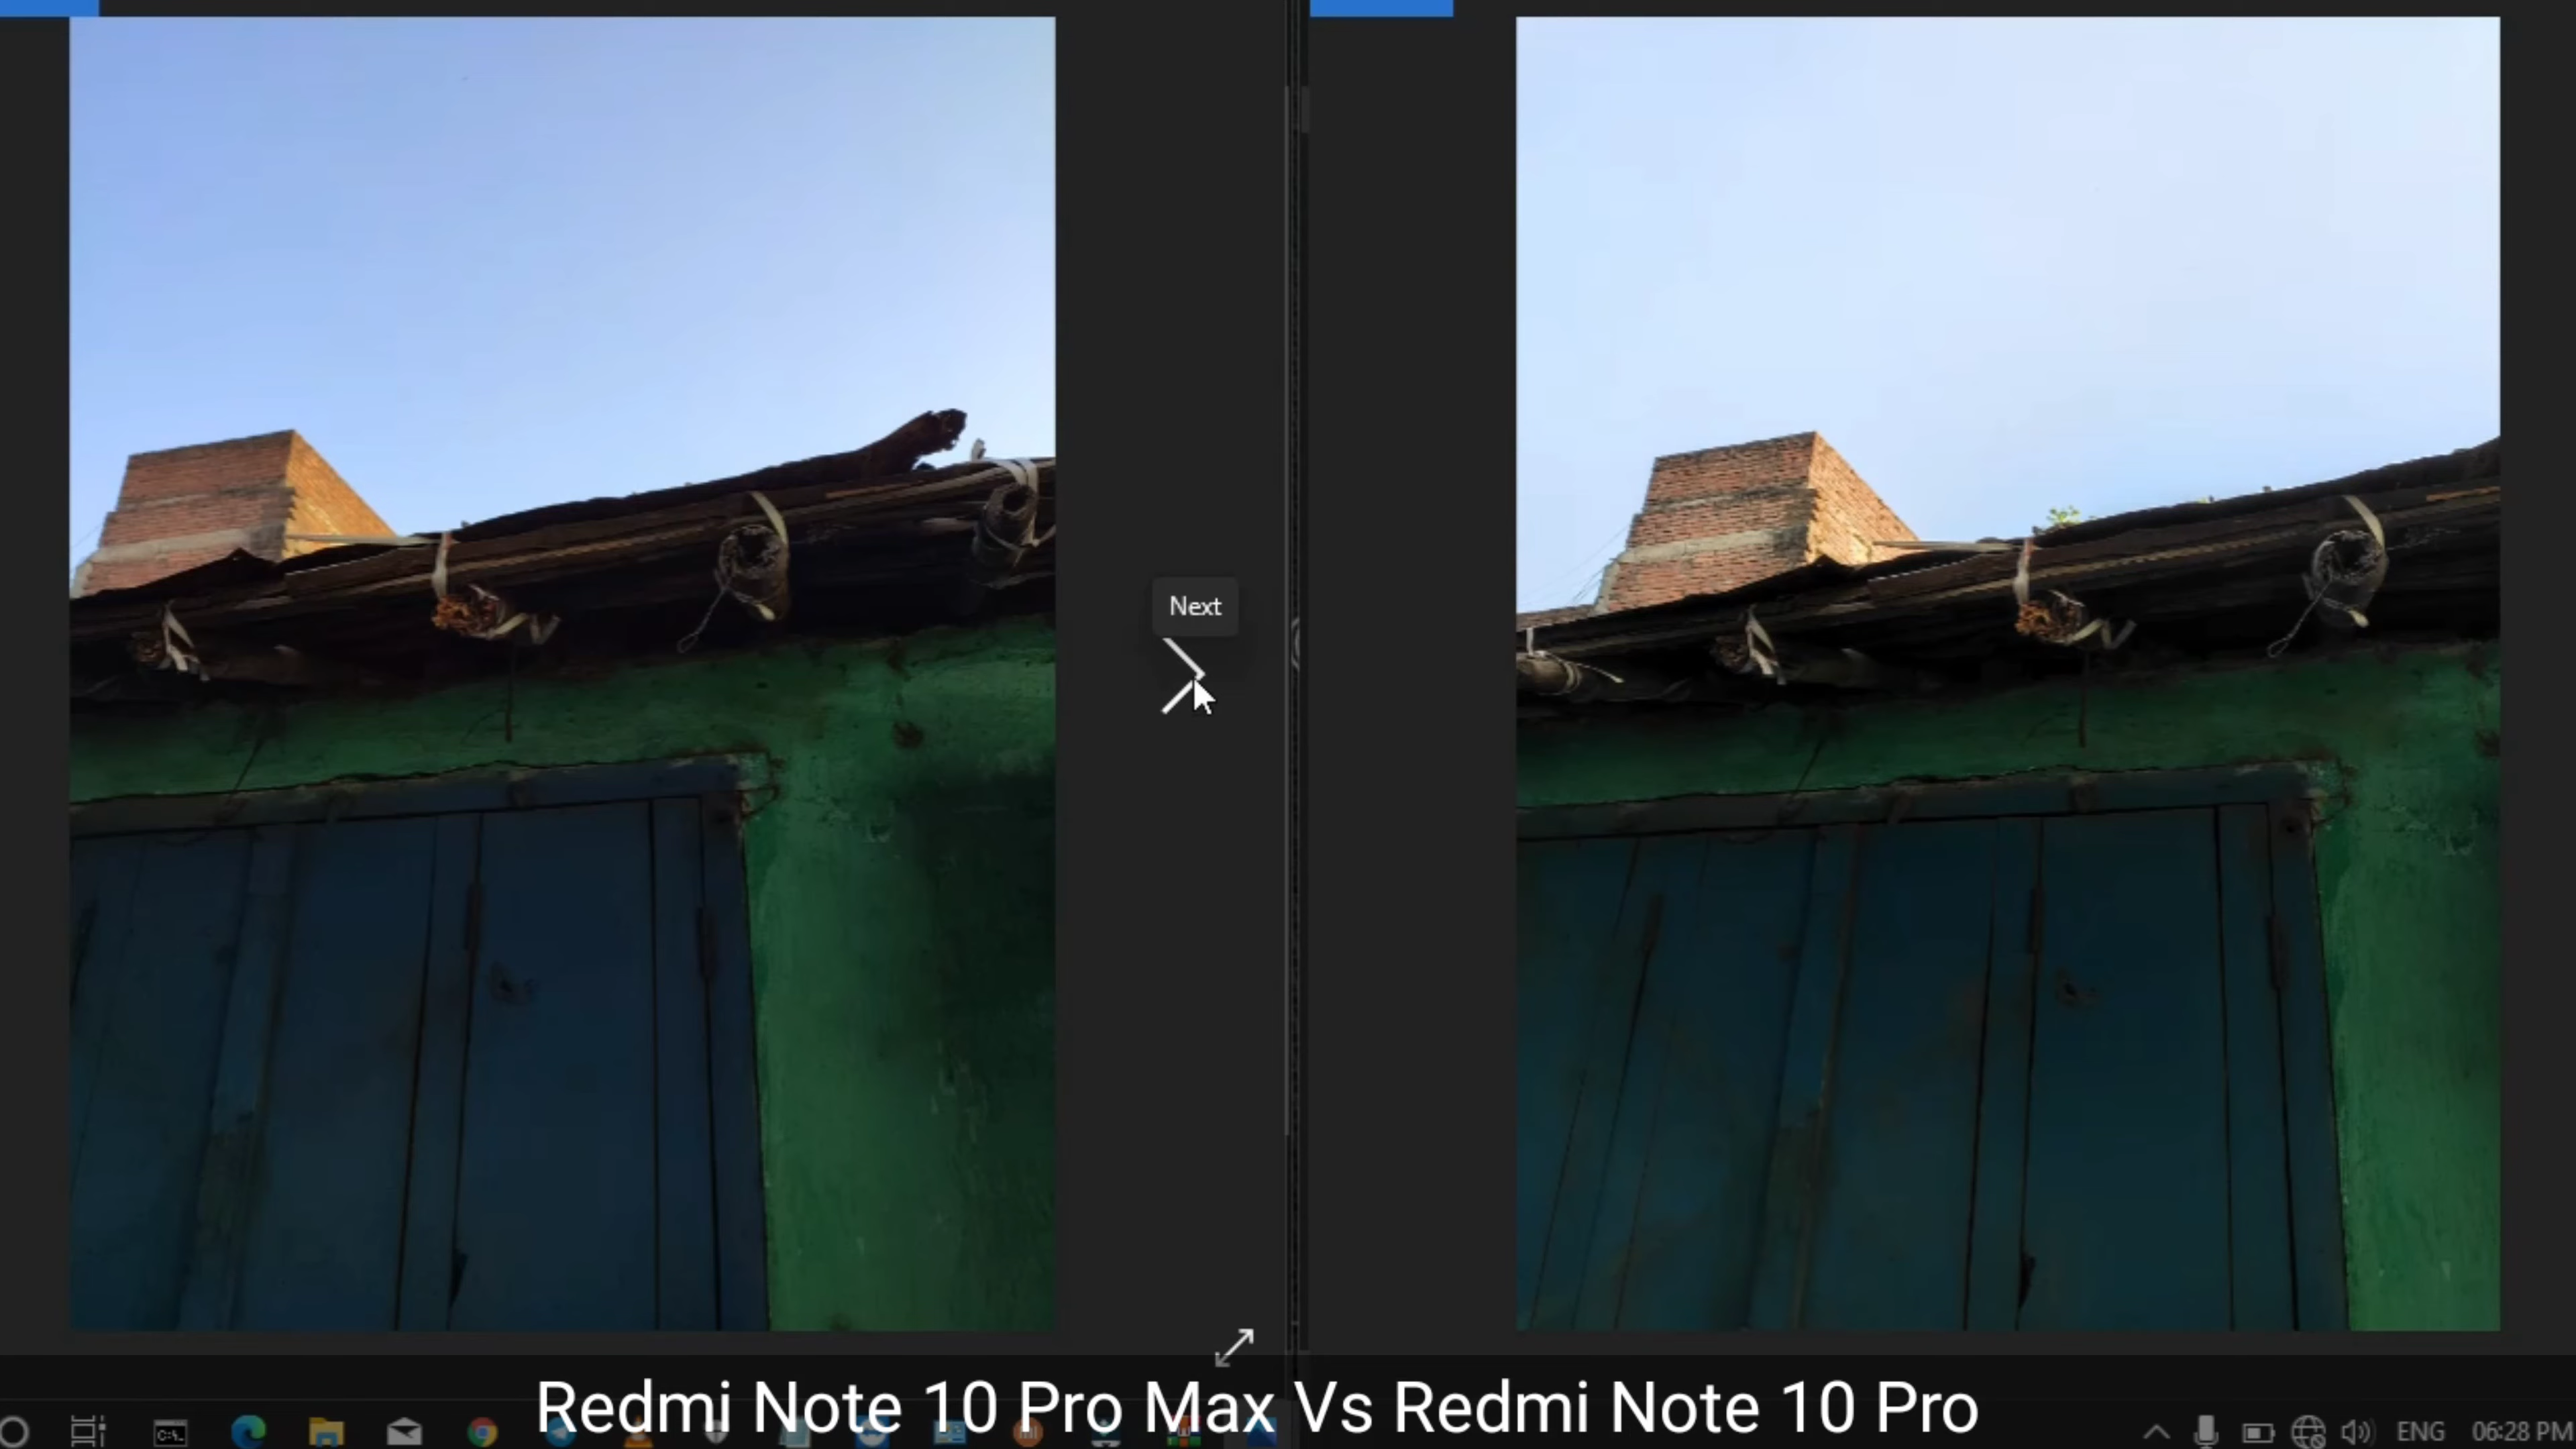 Next
Redmi Note 10 Pro Max Vs Redmi Note 10 Pro
C:\.
ENG
06:28 PM